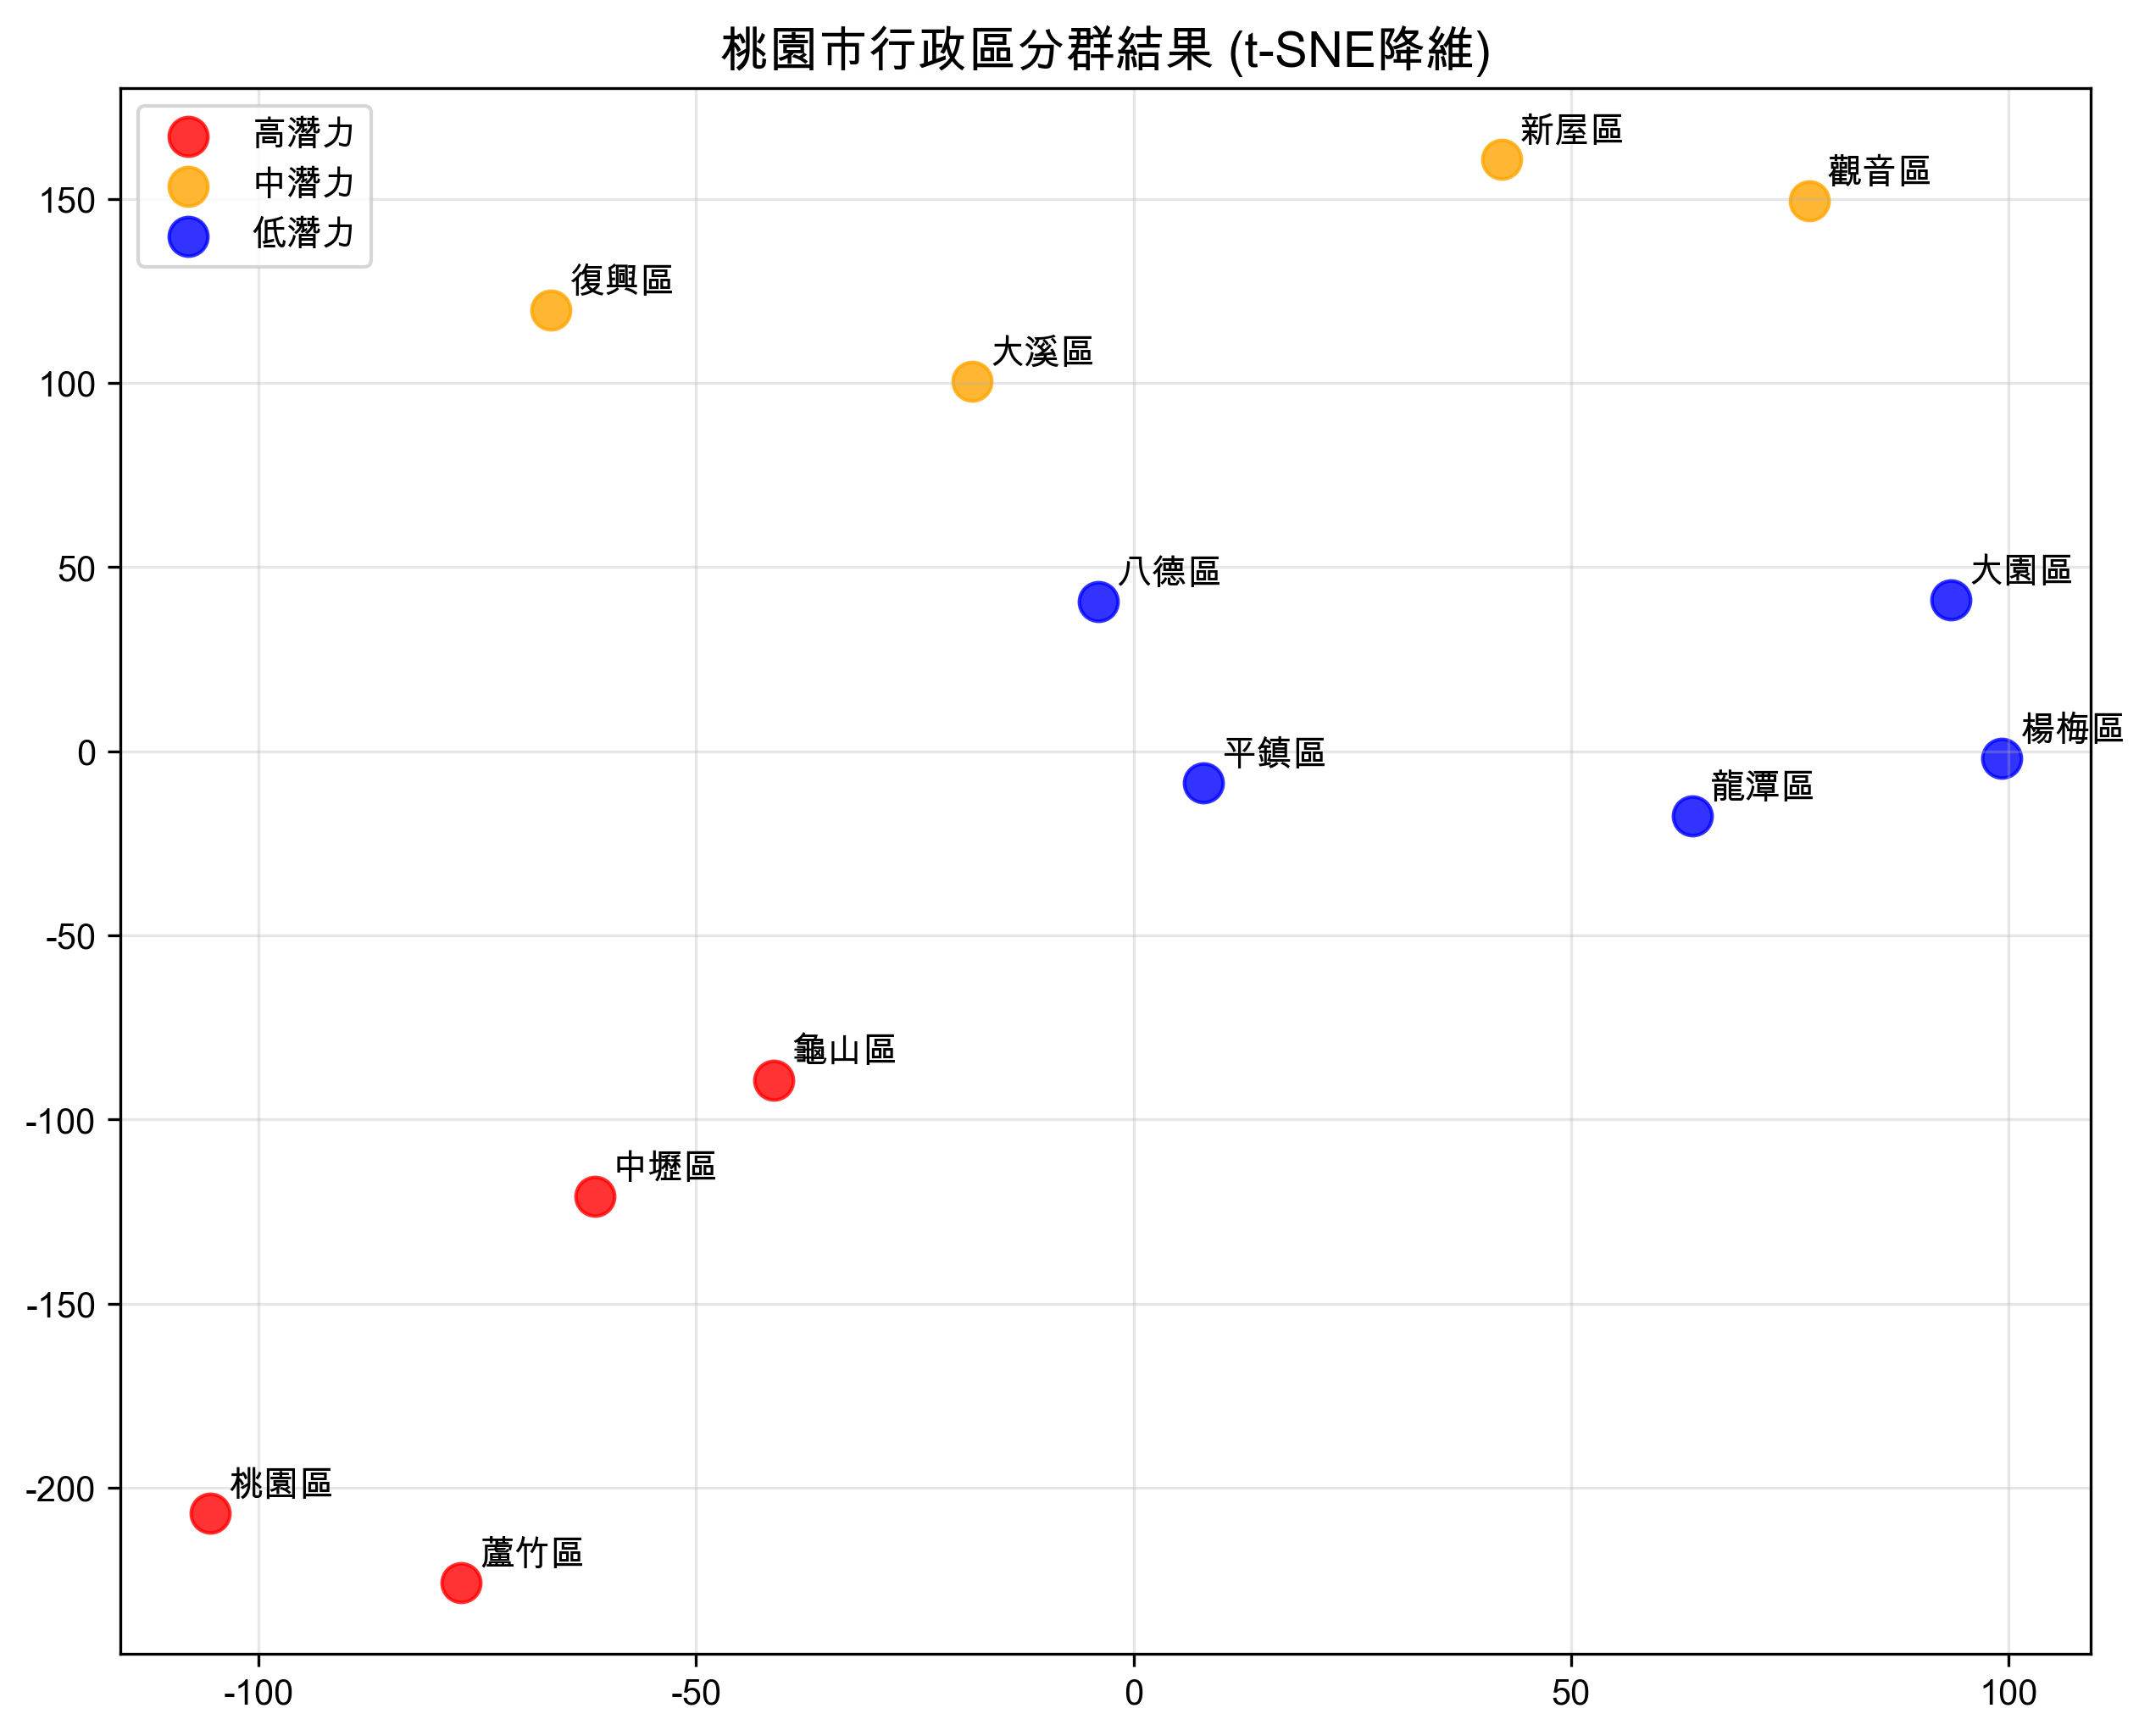 桃園市行政區分群結果 (t-SNE降維)
高潛力
中潛力
低潛力
新屋區
觀音區
復興區
大溪區
八德區
大園區
楊梅區
平鎮區
龍潭區
龜山區
中壢區
桃園區
蘆竹區
150
100
50
0
-50
-100
-150
-200
-100
-50
0
50
100